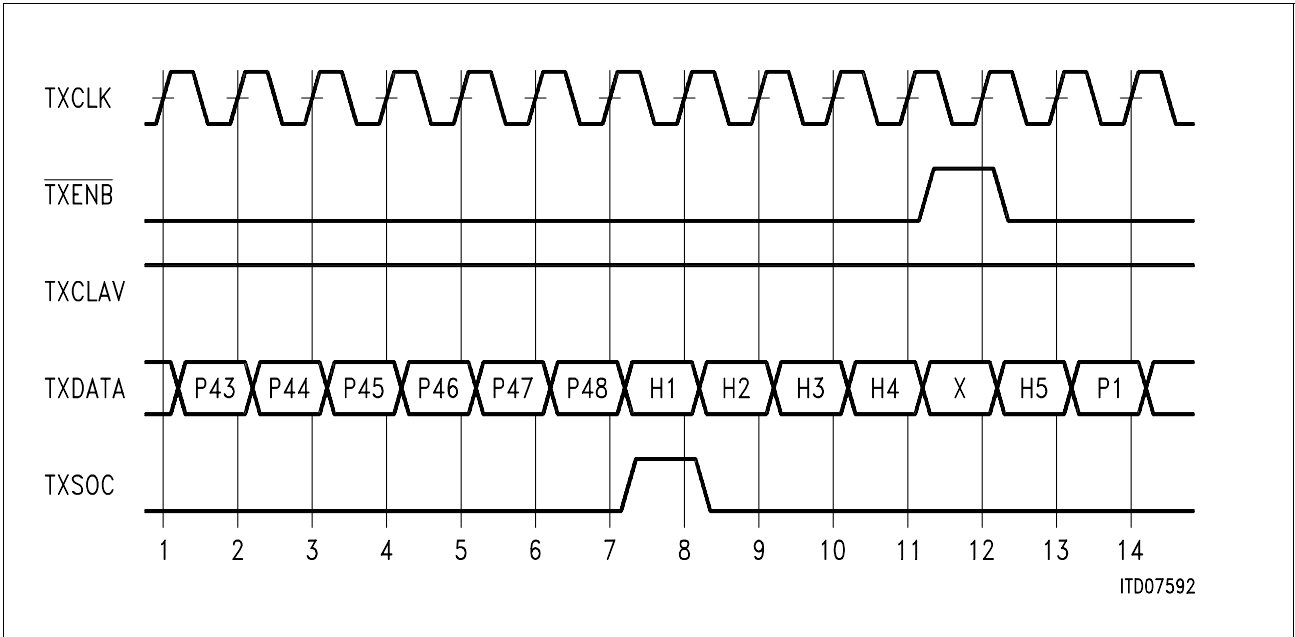 TXCLK
TXENB
TXCLAV
TXDATA P43 P44 P45 P46 P47 P48 H1 H2 H3 H4 X H5 P1
TXSOC
1 2 3 4 5 6 7 8 9 10 11 12 13 14
ITD07592